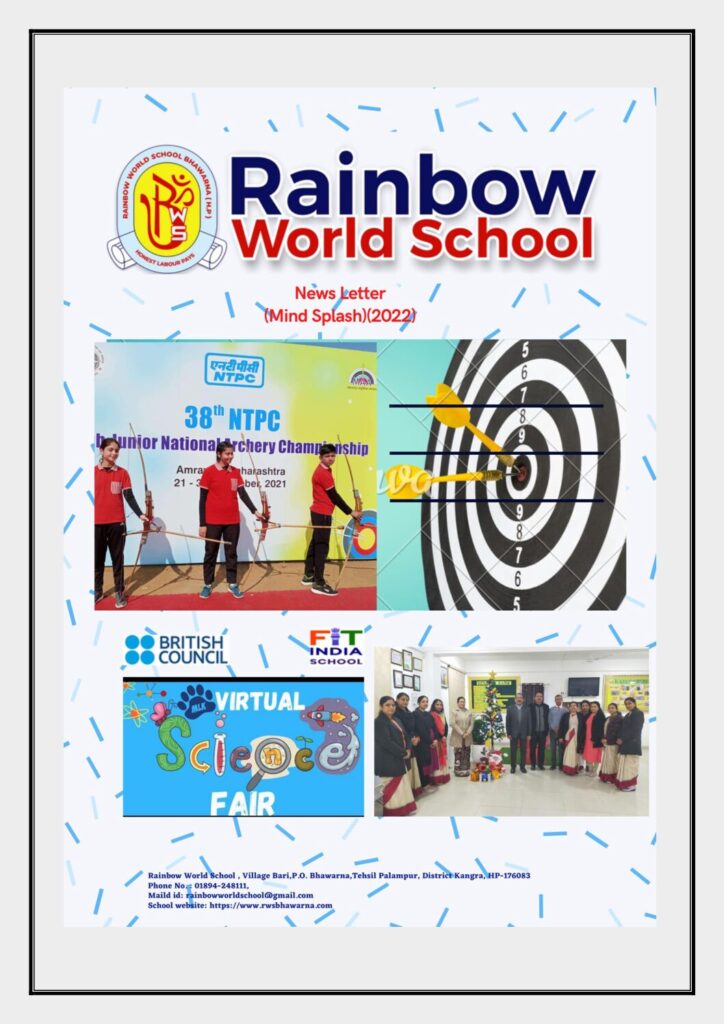 RAINBOW WORLD SCHOOL BHAWARNA (H.P)
RWS
HONEST LABOUR PAYS
Rainbow
World School
News Letter
(Mind Splash)(2022)
एनटीपीसी
NTPC
38th NTPC
Junior National Archery Championship
21 - 3
, 2021
5
6
7
8
9
9
8
7
6
5
BRITISH
COUNCIL
FIT
INDIA
SCHOOL
MLK
VIRTUAL
Science
FAIR
Rainbow World School , Village Bari,P.O. Bhawarna,Tehsil Palampur, District Kangra, HP-176083
Phone No. : 01894-248111,
Maild id: rainbowworldschool@gmail.com
School website: https://www.rwsbhawarna.com